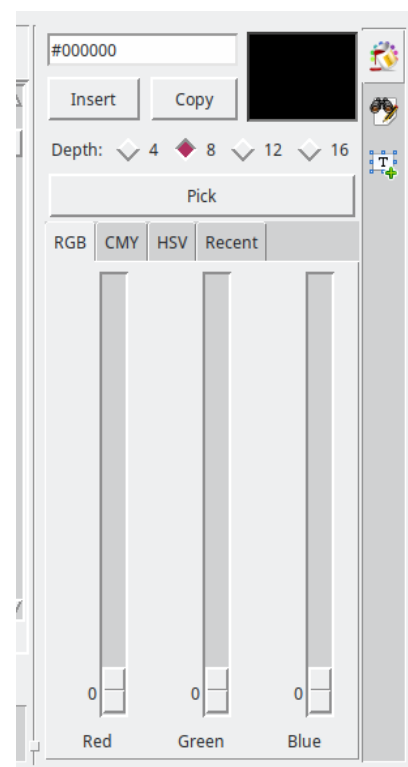 #000000
Insert Copy
Depth: 4 8 12 16
T
Pick
RGB CMY HSV Recent
0 0 0
Red Green Blue